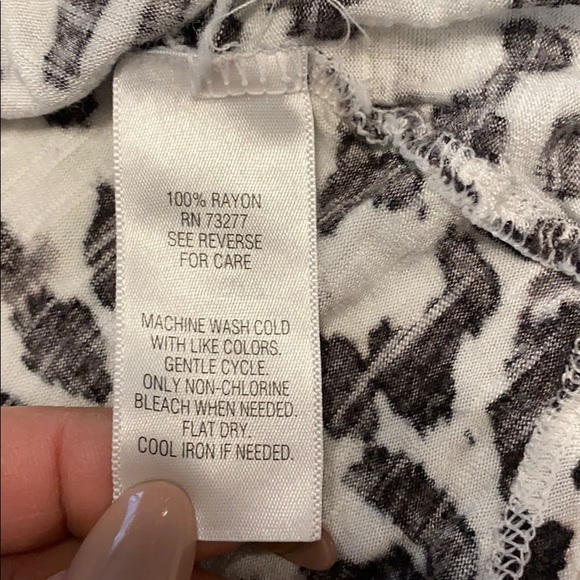 100% RAYON
RN 73277
SEE REVERSE
FOR CARE
MACHINE WASH COLD
WITH LIKE COLORS.
GENTLE CYCLE.
ONLY NON-CHLORINE
BLEACH WHEN NEEDED.
FLAT DRY.
COOL IRON IF NEEDED.